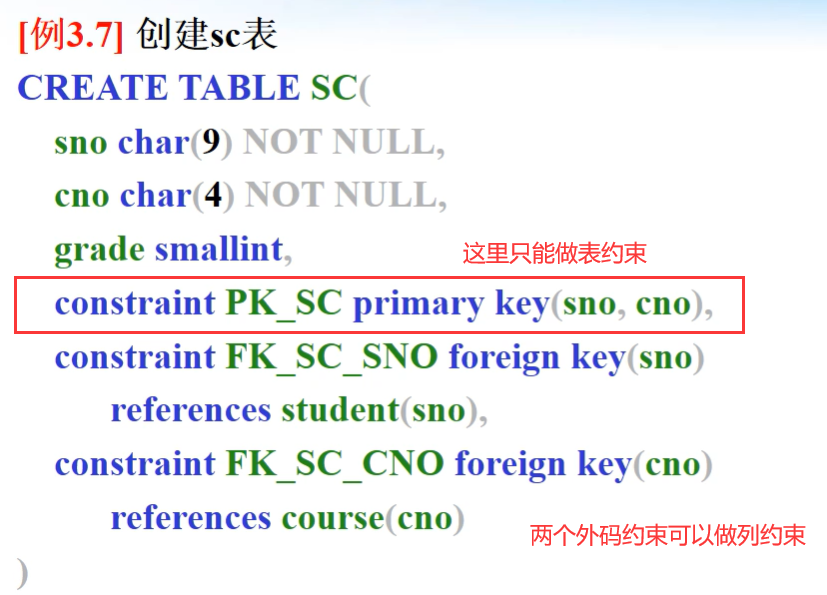 [例3.7] 创建sc表
CREATE TABLE SC(
sno char(9) NOT NULL,
cno char(4) NOT NULL,
grade smallint,
这里只能做表约束
constraint PK_SC primary key(sno, cno),
constraint FK_SC_SNO foreign key(sno)
references student(sno),
constraint FK_SC_CNO foreign key(cno)
references course(cno)
两个外码约束可以做列约束
)